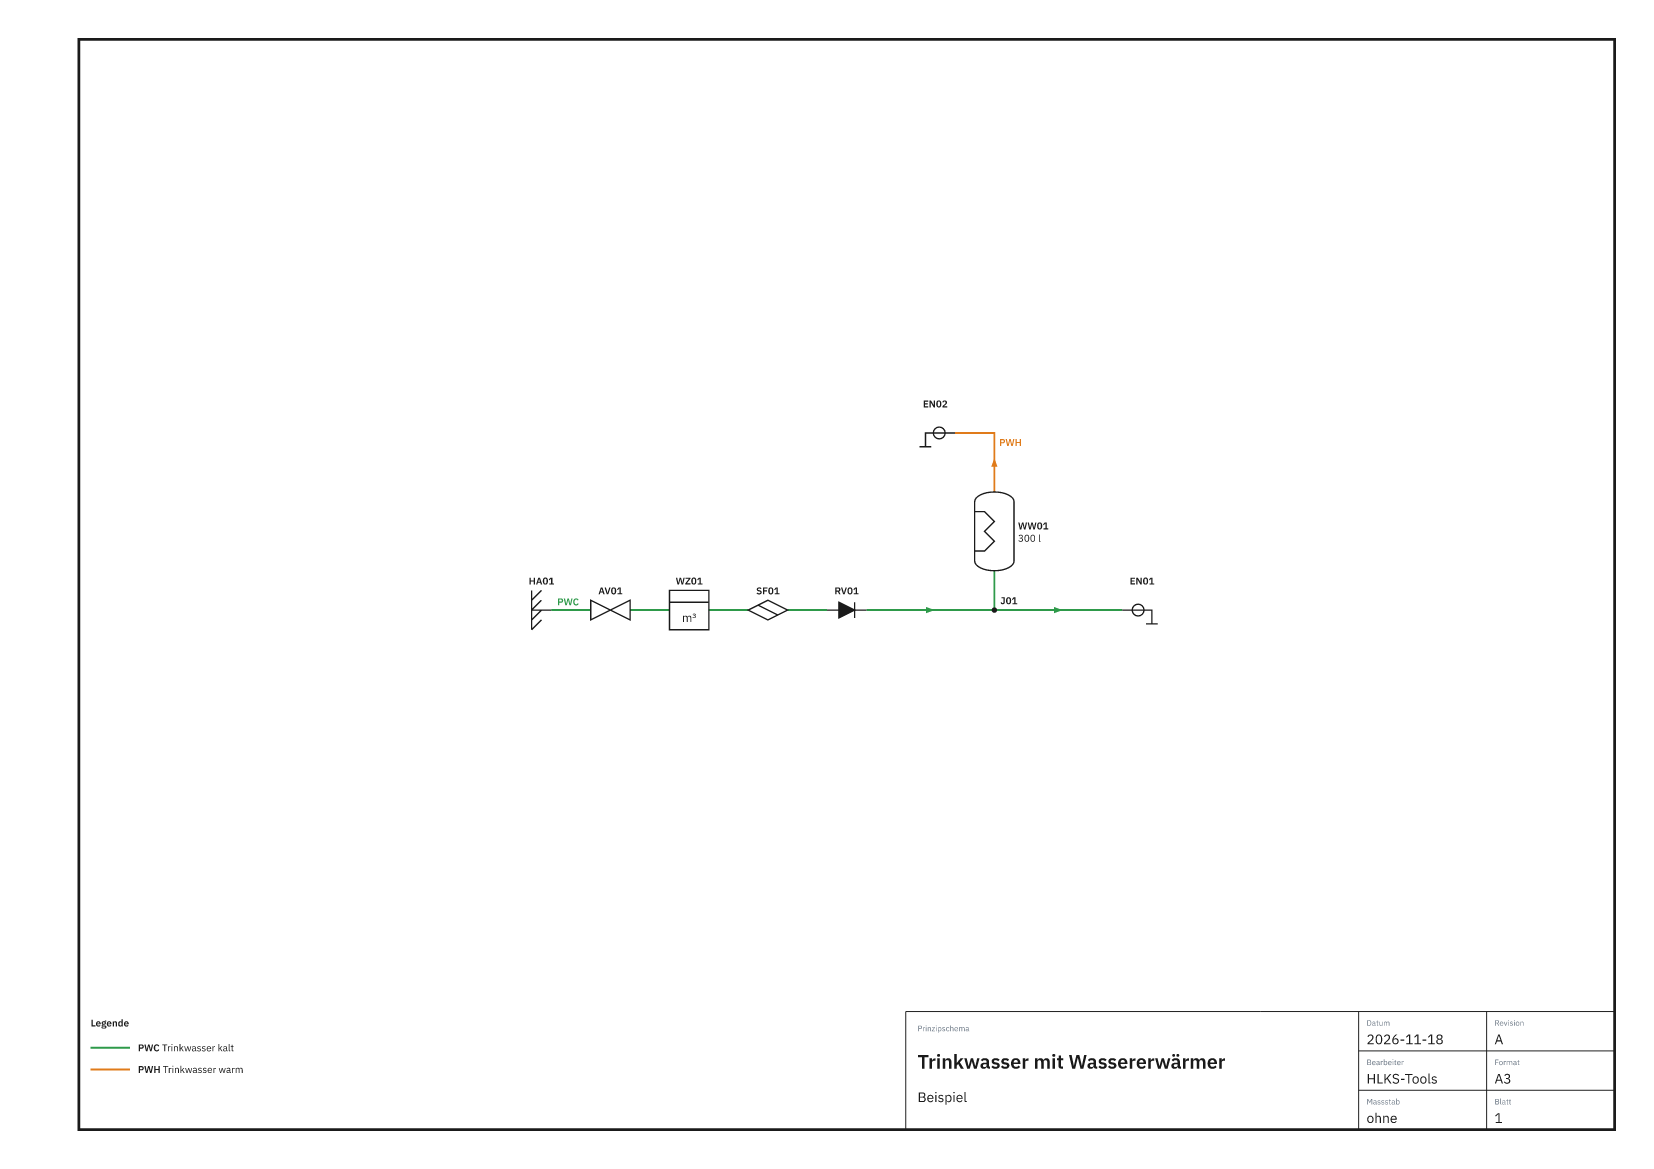 EN02
PWH
WW01
300 l
HA01
PWC
AV01
WZ01
m³
SF01
RV01
J01
EN01
Legende
PWC Trinkwasser kalt
PWH Trinkwasser warm
Prinzipschema
Trinkwasser mit Wassererwärmer
Beispiel
Datum
2026-11-18
Revision
A
Bearbeiter
HLKS-Tools
Format
A3
Massstab
ohne
Blatt
1